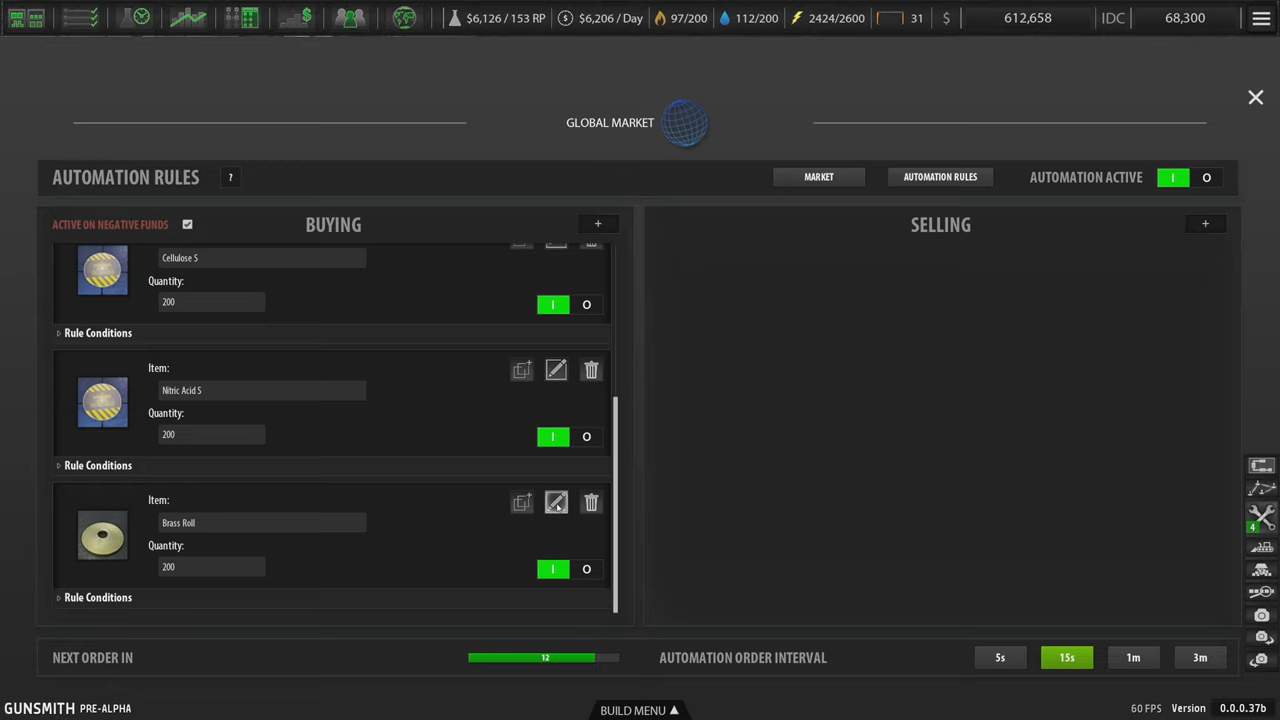 $6,126 / 153 RP $6,206 / Day 97/200 112/200 2424/2600 31 $ 612,658 IDC 68,300
GLOBAL MARKET
AUTOMATION RULES ? MARKET AUTOMATION RULES AUTOMATION ACTIVE I O
ACTIVE ON NEGATIVE FUNDS BUYING + SELLING +
Cellulose S
Quantity:
200 I O
Rule Conditions
Item:
Nitric Acid S
Quantity:
200 I O
Rule Conditions
Item:
Brass Roll
Quantity:
200 I O
Rule Conditions
4
NEXT ORDER IN 12 AUTOMATION ORDER INTERVAL 5s 15s 1m 3m
GUNSMITH PRE-ALPHA BUILD MENU 60 FPS Version 0.0.0.37b